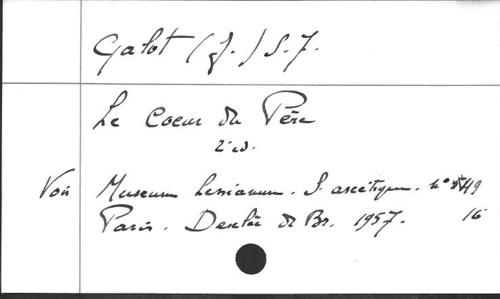 Galot (J.) S.J.
Le Coeur du Père
2e éd.
Voir Museum Lessianum. S. ascétique. n° 49
Paris. Desclée de Br. 1957. 16